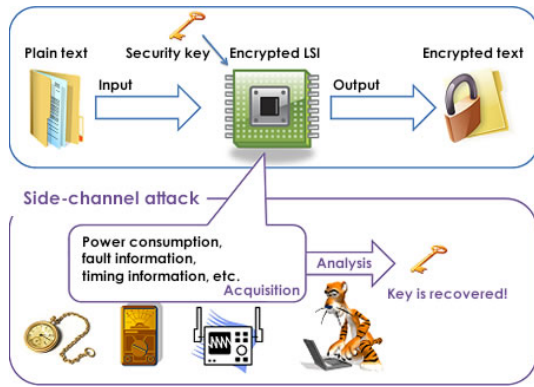 Plain text
Security key
Encrypted LSI
Encrypted text
Input
Output
Side-channel attack
Power consumption,
fault information,
timing information, etc.
Acquisition
Analysis
Key is recovered!